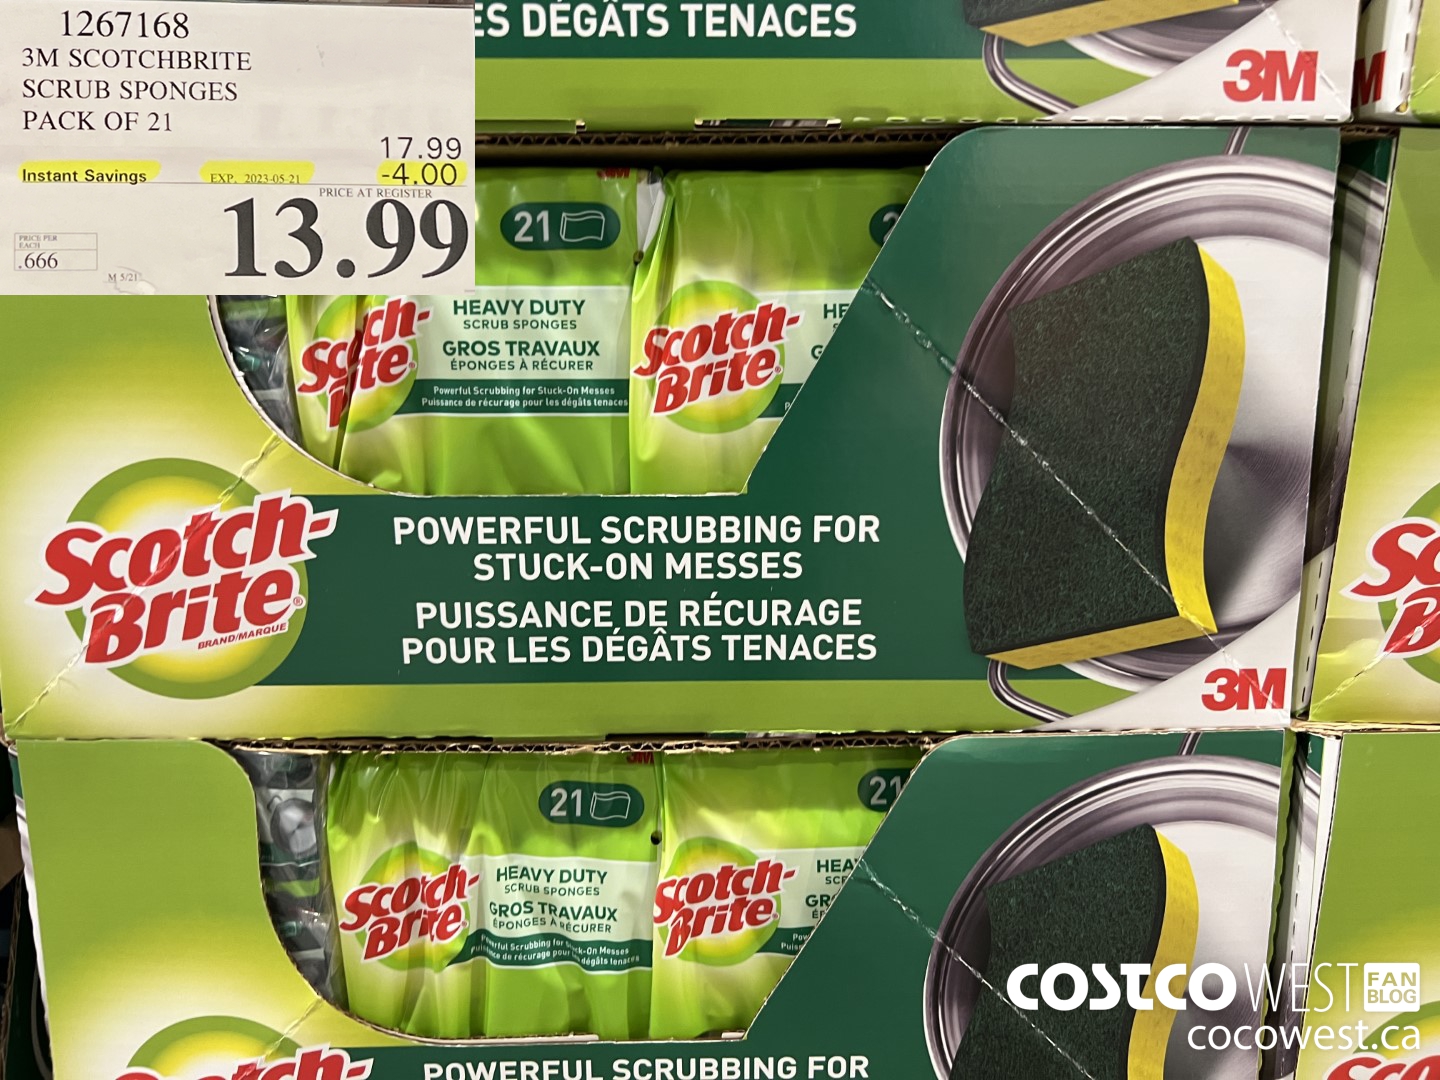 1267168
3M SCOTCHBRITE
SCRUB SPONGES
PACK OF 21
17.99
Instant Savings EXP. 2023-05-21 -4.00
PRICE AT REGISTER
13.99
PRICE PER
EACH
.666
M 5/21
ES DÉGÂTS TENACES
3M
3M
21
HEAVY DUTY
SCRUB SPONGES
GROS TRAVAUX
ÉPONGES À RÉCURER
Powerful Scrubbing for Stuck-On Messes
Puissance de récurage pour les dégâts tenaces
Scotch-
Brite
Scotch-
Brite
BRAND/MARQUE
POWERFUL SCRUBBING FOR
STUCK-ON MESSES
PUISSANCE DE RÉCURAGE
POUR LES DÉGÂTS TENACES
3M
21
21
Scotch-
Brite
HEAVY DUTY
SCRUB SPONGES
GROS TRAVAUX
ÉPONGES À RÉCURER
Scotch-
Brite
POWERFUL SCRUBBING FOR
COSTCO WEST FAN BLOG
cocowest.ca